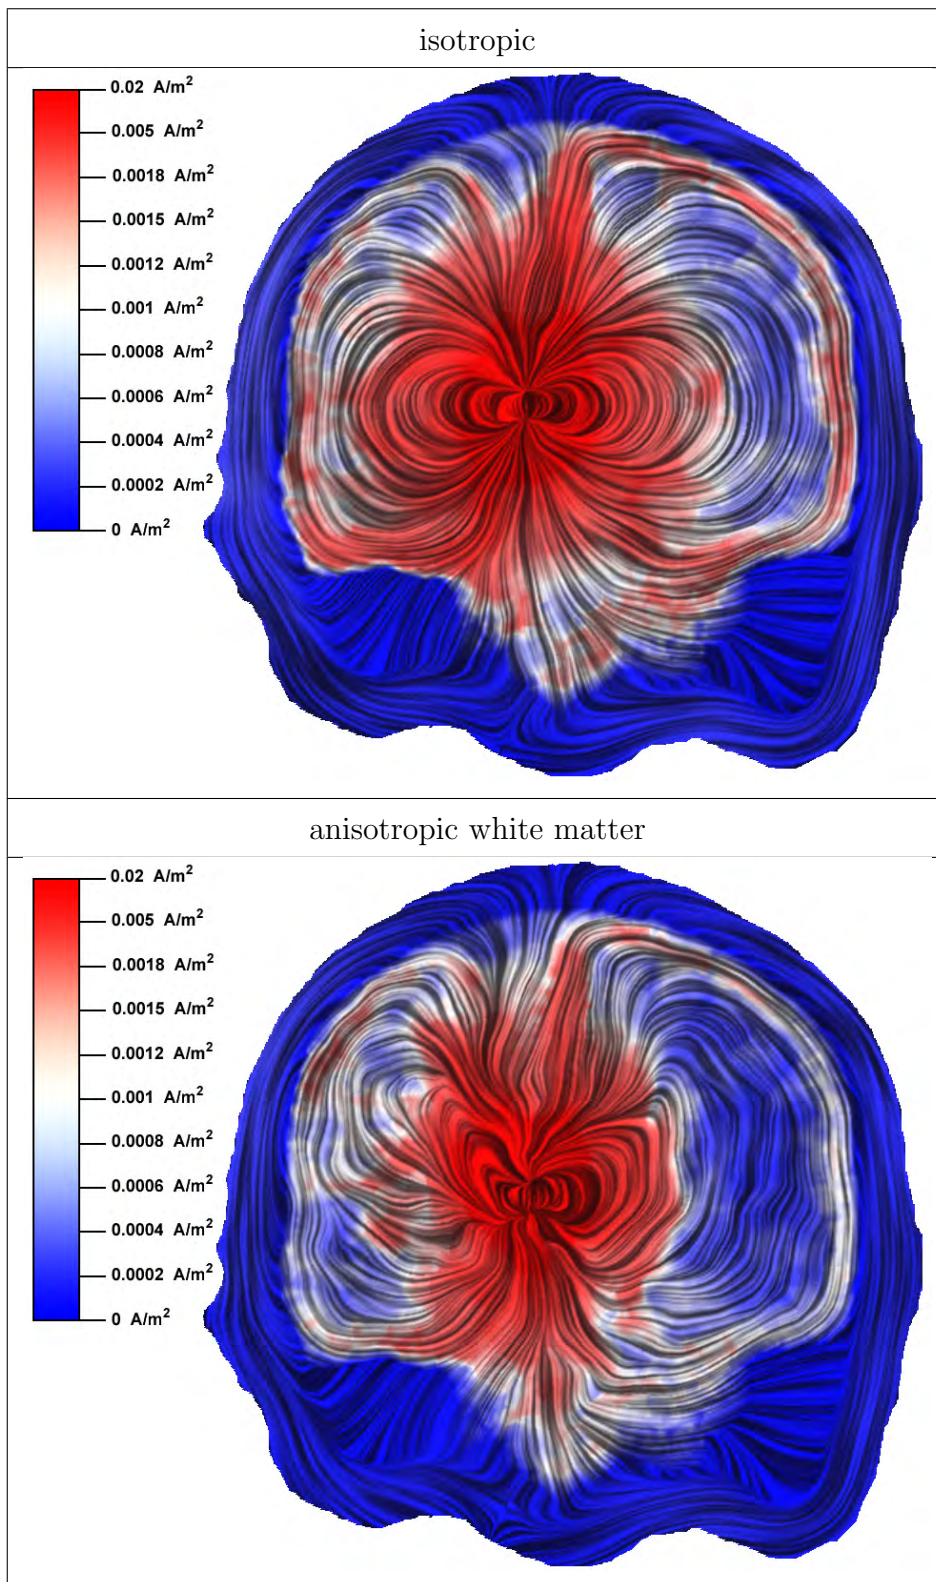 isotropic
0.02 A/m²
0.005 A/m²
0.0018 A/m²
0.0015 A/m²
0.0012 A/m²
0.001 A/m²
0.0008 A/m²
0.0006 A/m²
0.0004 A/m²
0.0002 A/m²
0 A/m²
anisotropic white matter
0.02 A/m²
0.005 A/m²
0.0018 A/m²
0.0015 A/m²
0.0012 A/m²
0.001 A/m²
0.0008 A/m²
0.0006 A/m²
0.0004 A/m²
0.0002 A/m²
0 A/m²